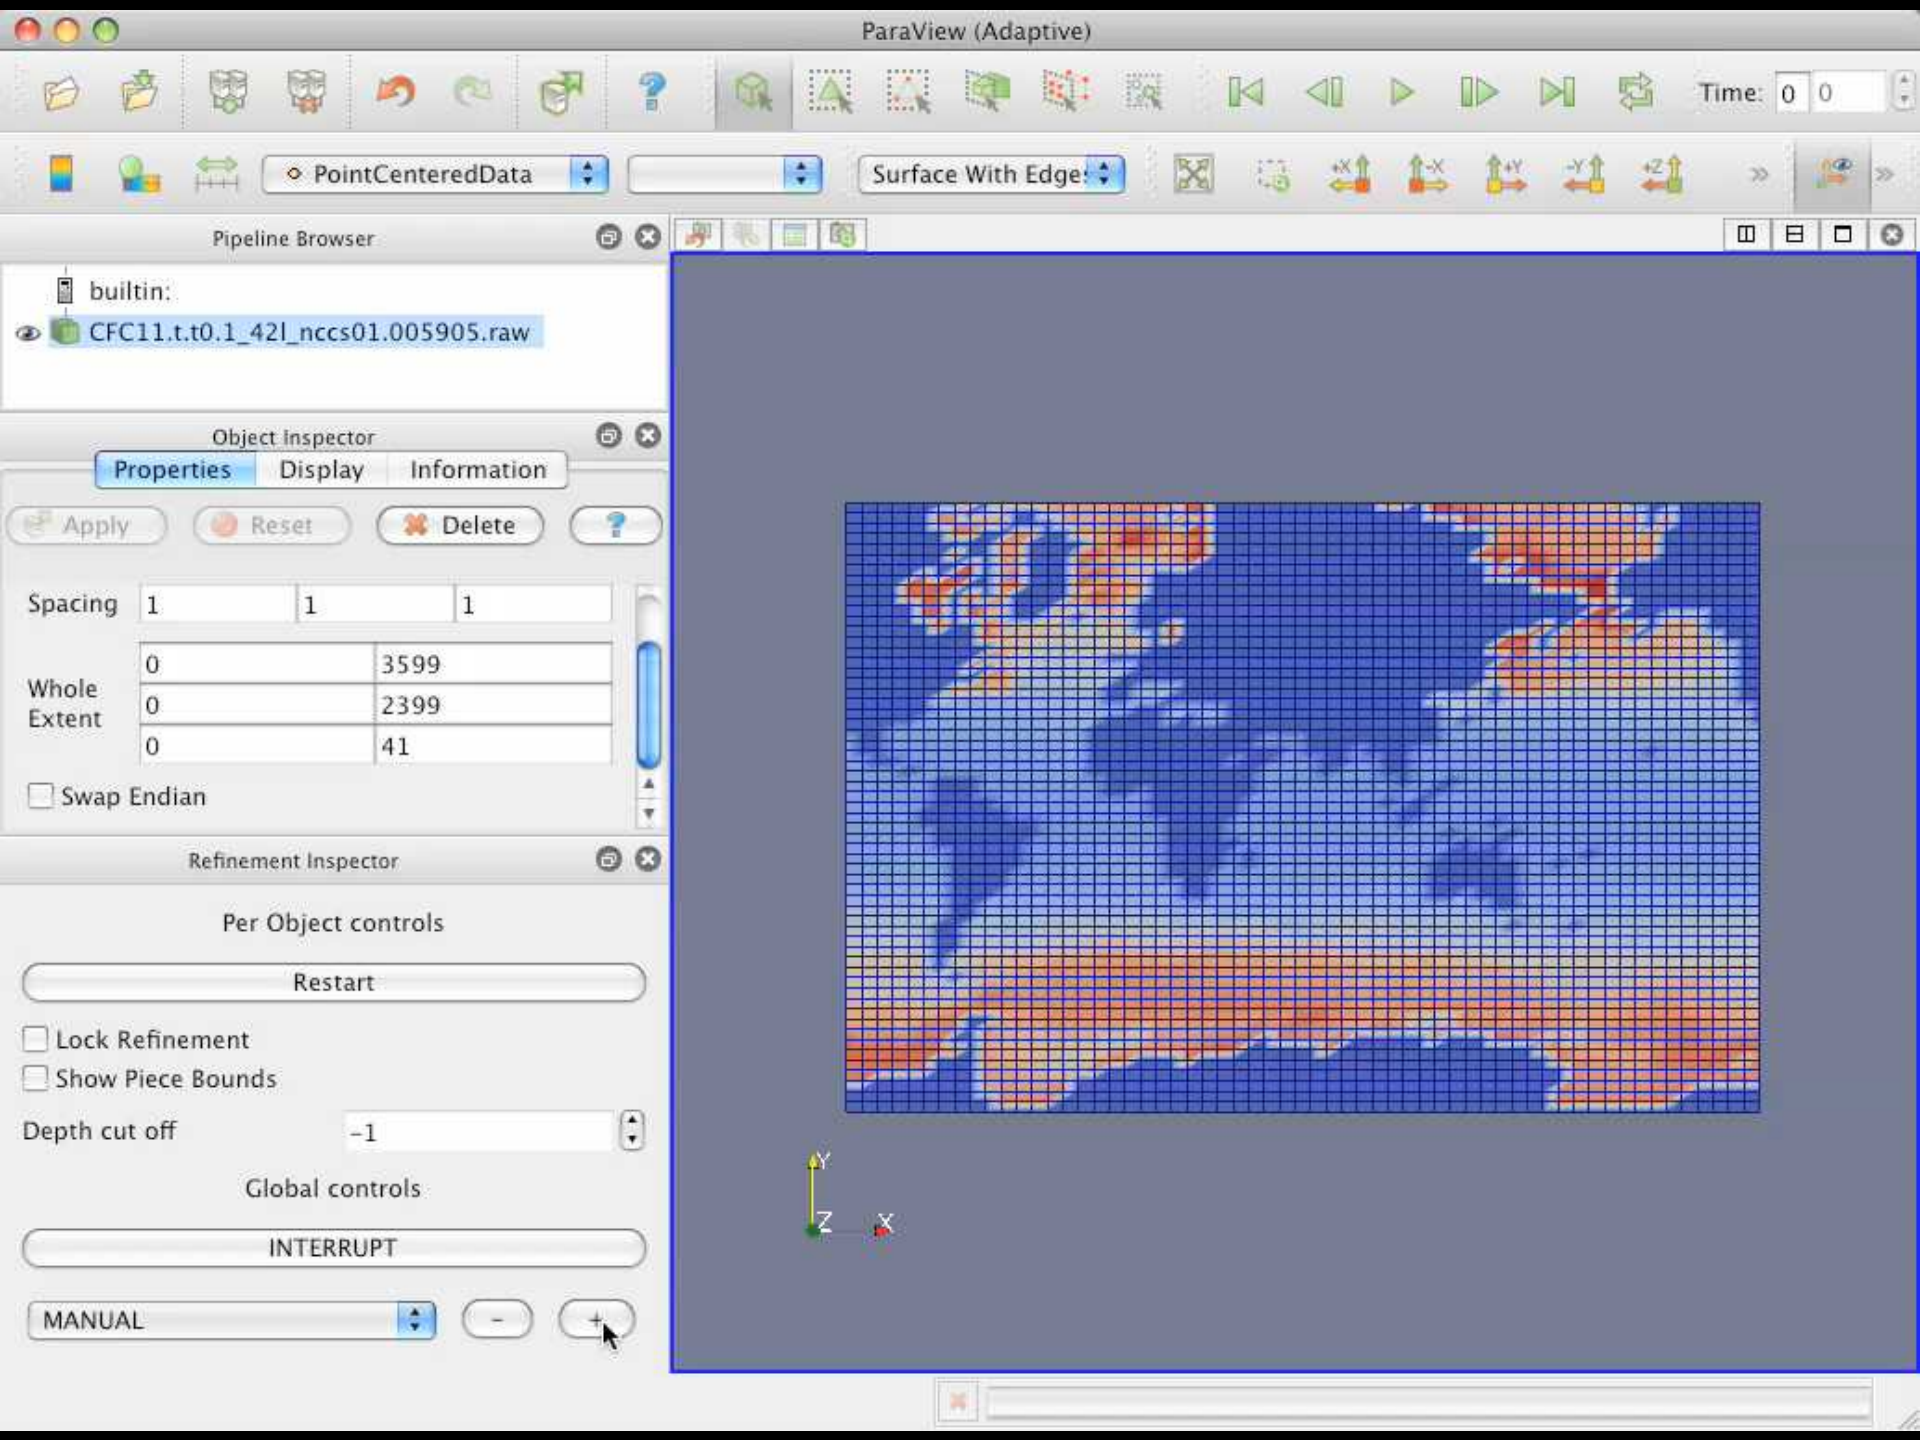 ParaView (Adaptive)
Time: 0 0
PointCenteredData
Surface With Edge
+X -X +Y -Y +Z
Pipeline Browser
builtin:
CFC11.t.t0.1_42l_nccs01.005905.raw
Object Inspector
Properties Display Information
Apply Reset Delete ?
Spacing 1 1 1
Whole Extent
0 3599
0 2399
0 41
Swap Endian
Refinement Inspector
Per Object controls
Restart
Lock Refinement
Show Piece Bounds
Depth cut off -1
Global controls
INTERRUPT
MANUAL - +
Y
Z X